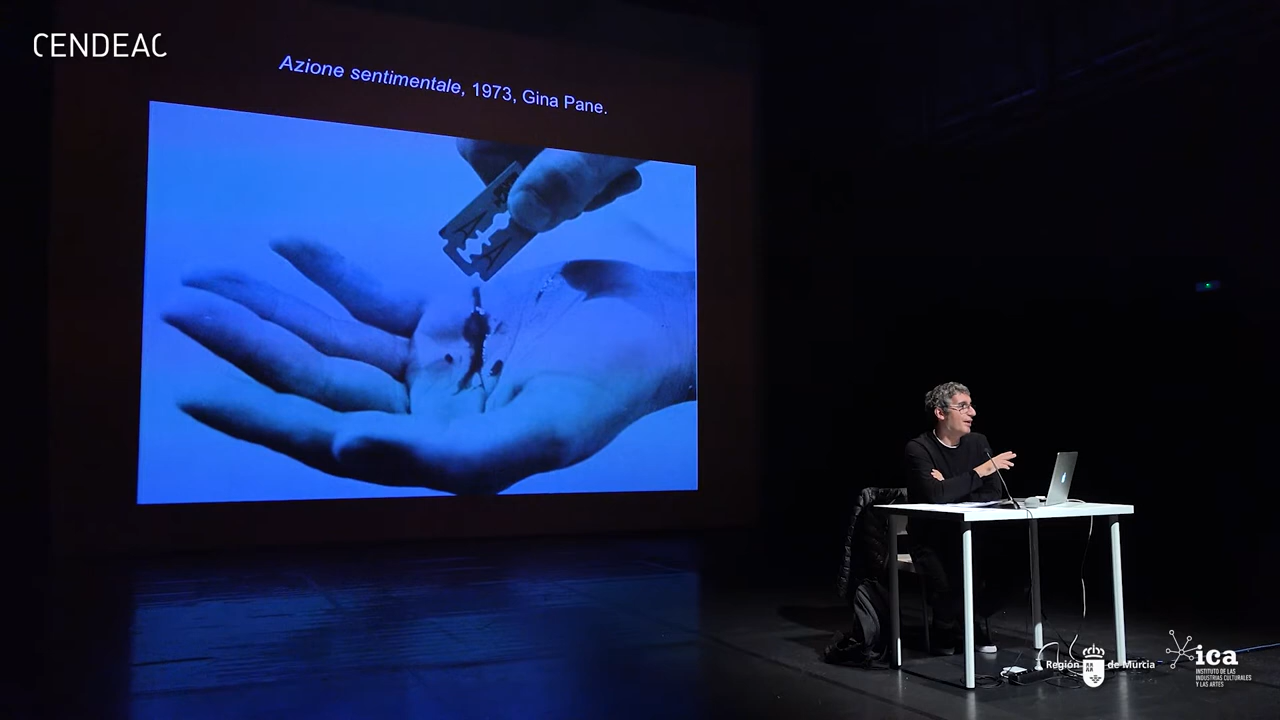 CENDEAC
Azione sentimentale, 1973, Gina Pane.
A A
Región de Murcia
ica
INSTITUTO DE LAS
INDUSTRIAS CULTURALES
Y LAS ARTES